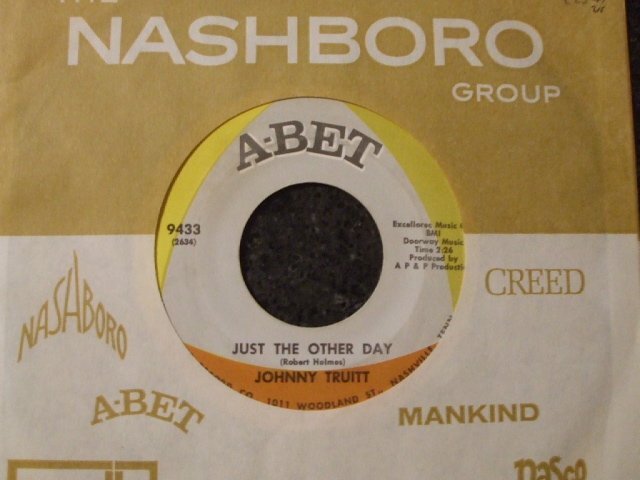 THE
NASHBORO
GROUP
A-BET
9433
(2634)
Excellorec Music
BMI
Doorway Music
Time 2:26
Produced by
A P & P
JUST THE OTHER DAY
(Robert Holmes)
JOHNNY TRUITT
CO. 1011 WOODLAND ST., NASHVILLE, TENN.
NASHBORO
CREED
A-BET
MANKIND
nasco